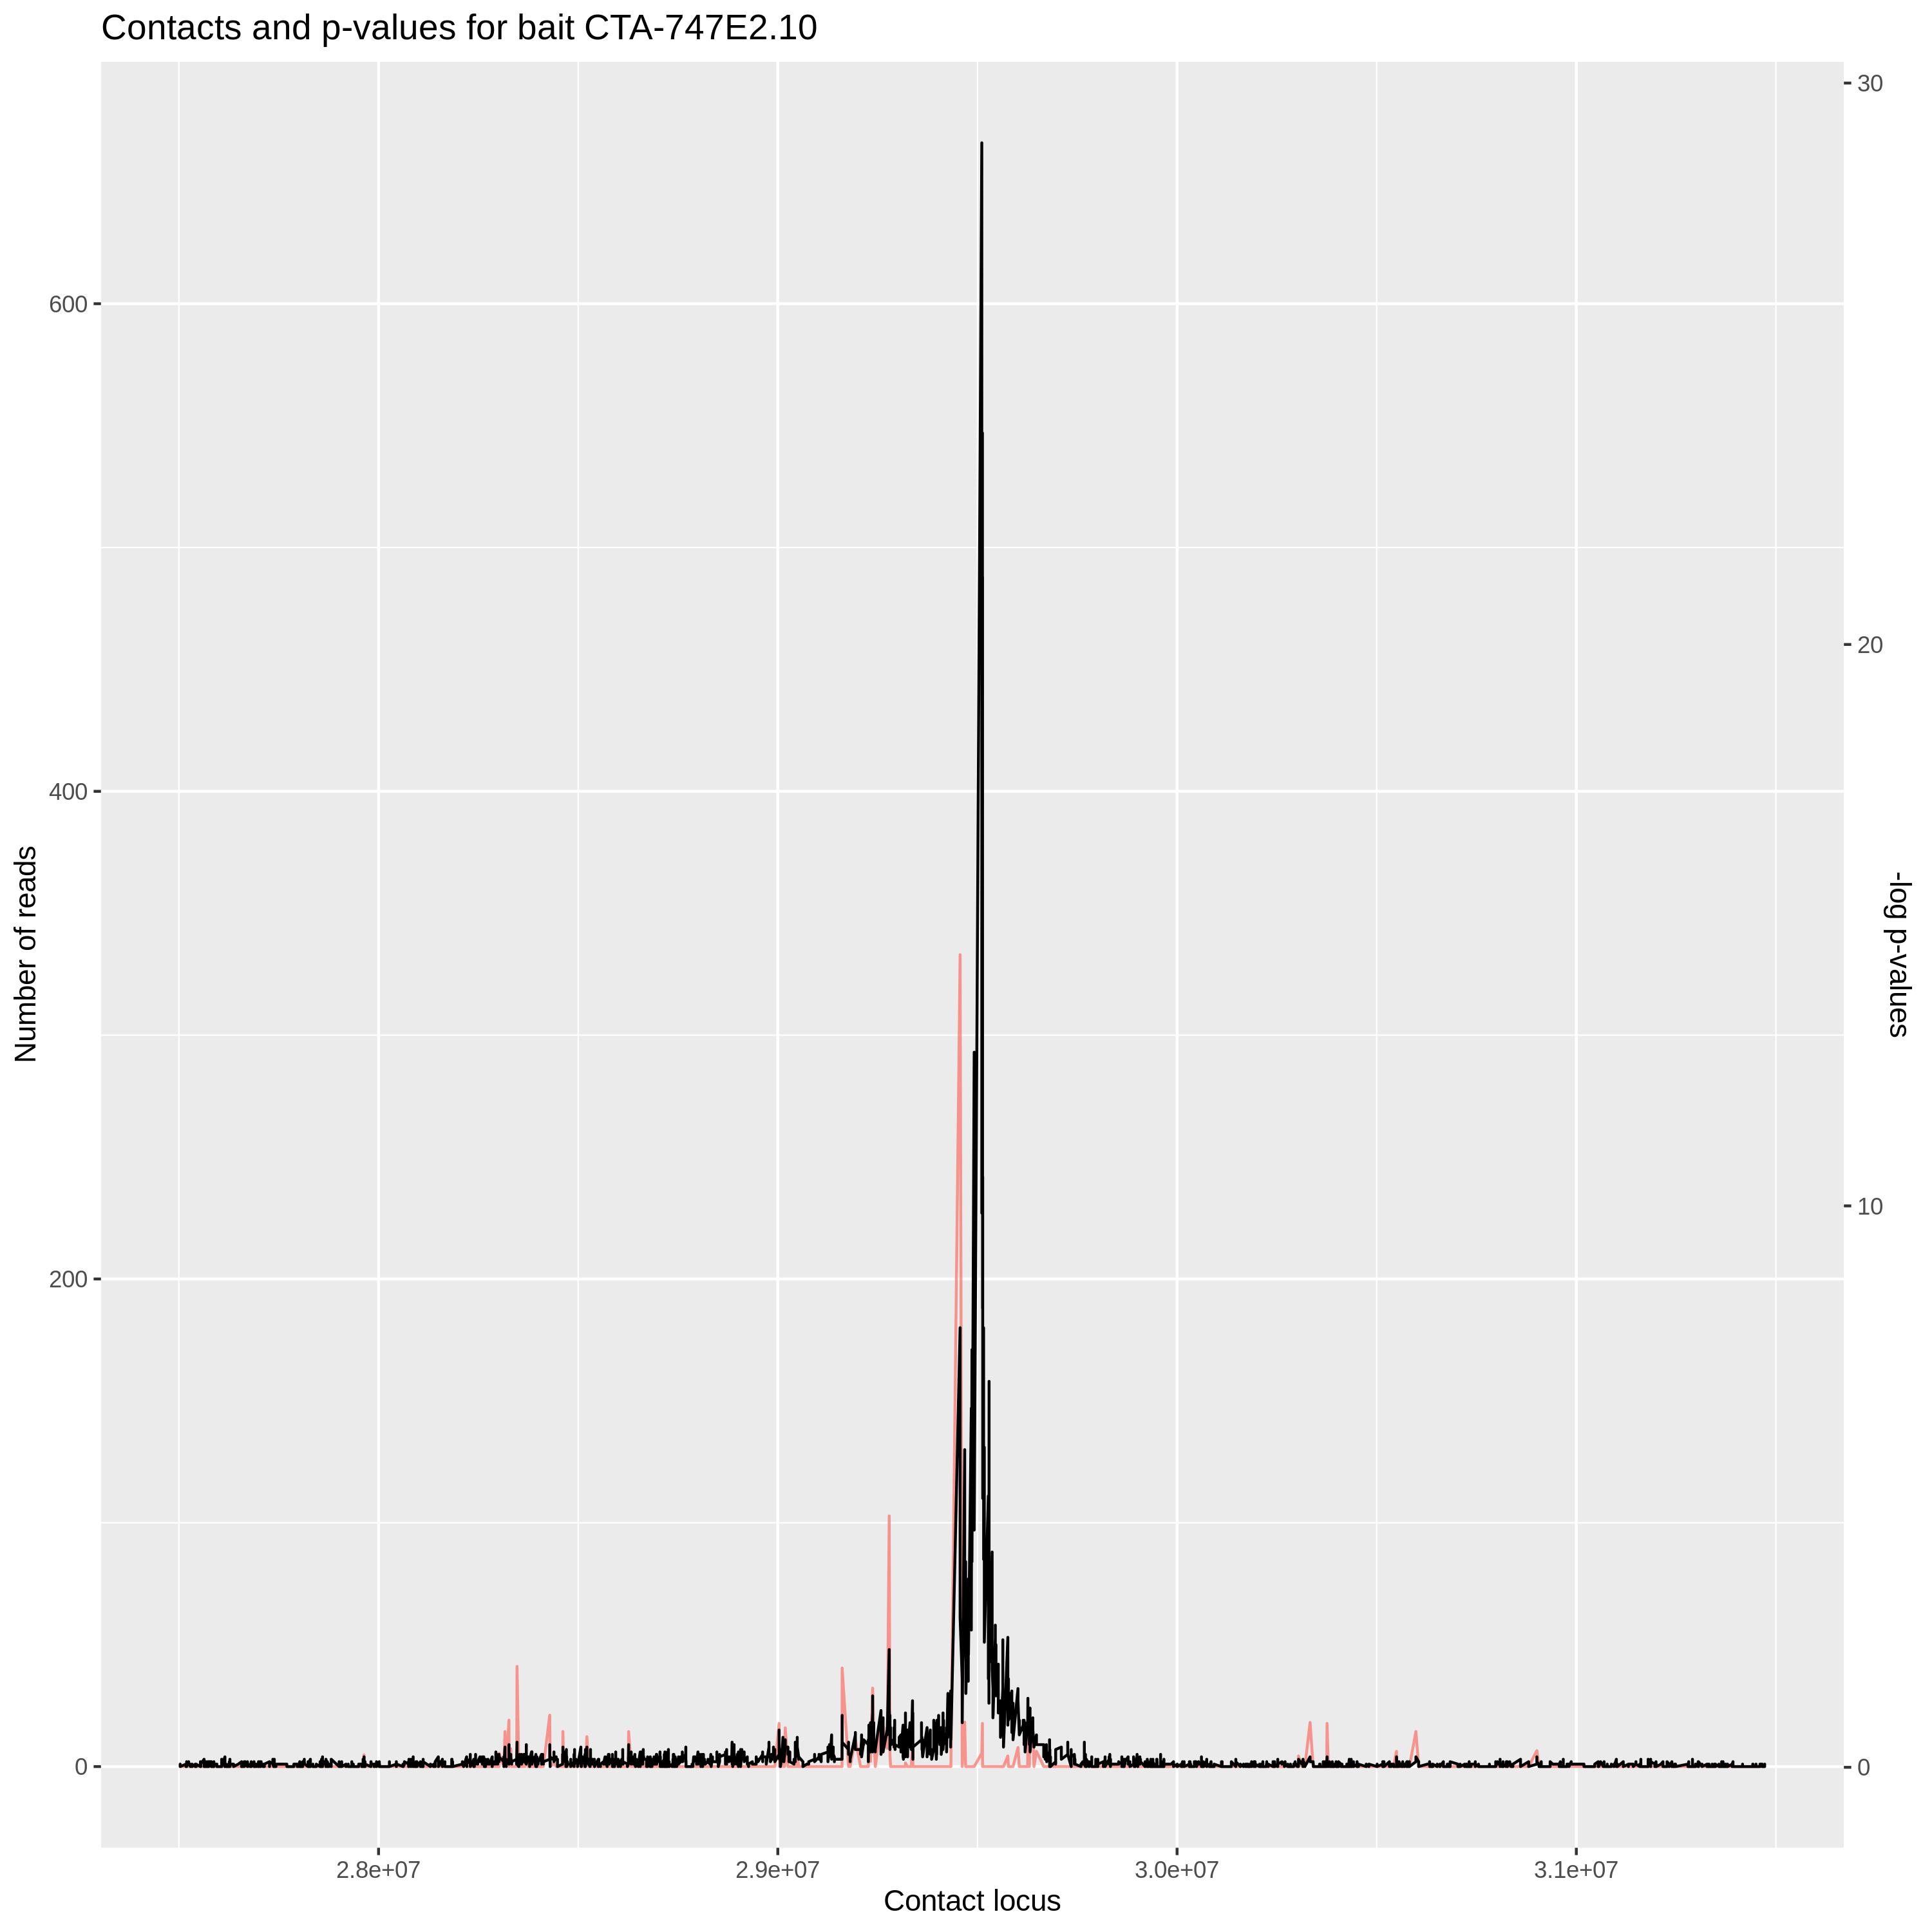 Contacts and p-values for bait CTA-747E2.10
Number of reads
600
400
200
0
30
20
10
0
-log p-values
2.8e+07
2.9e+07
3.0e+07
3.1e+07
Contact locus